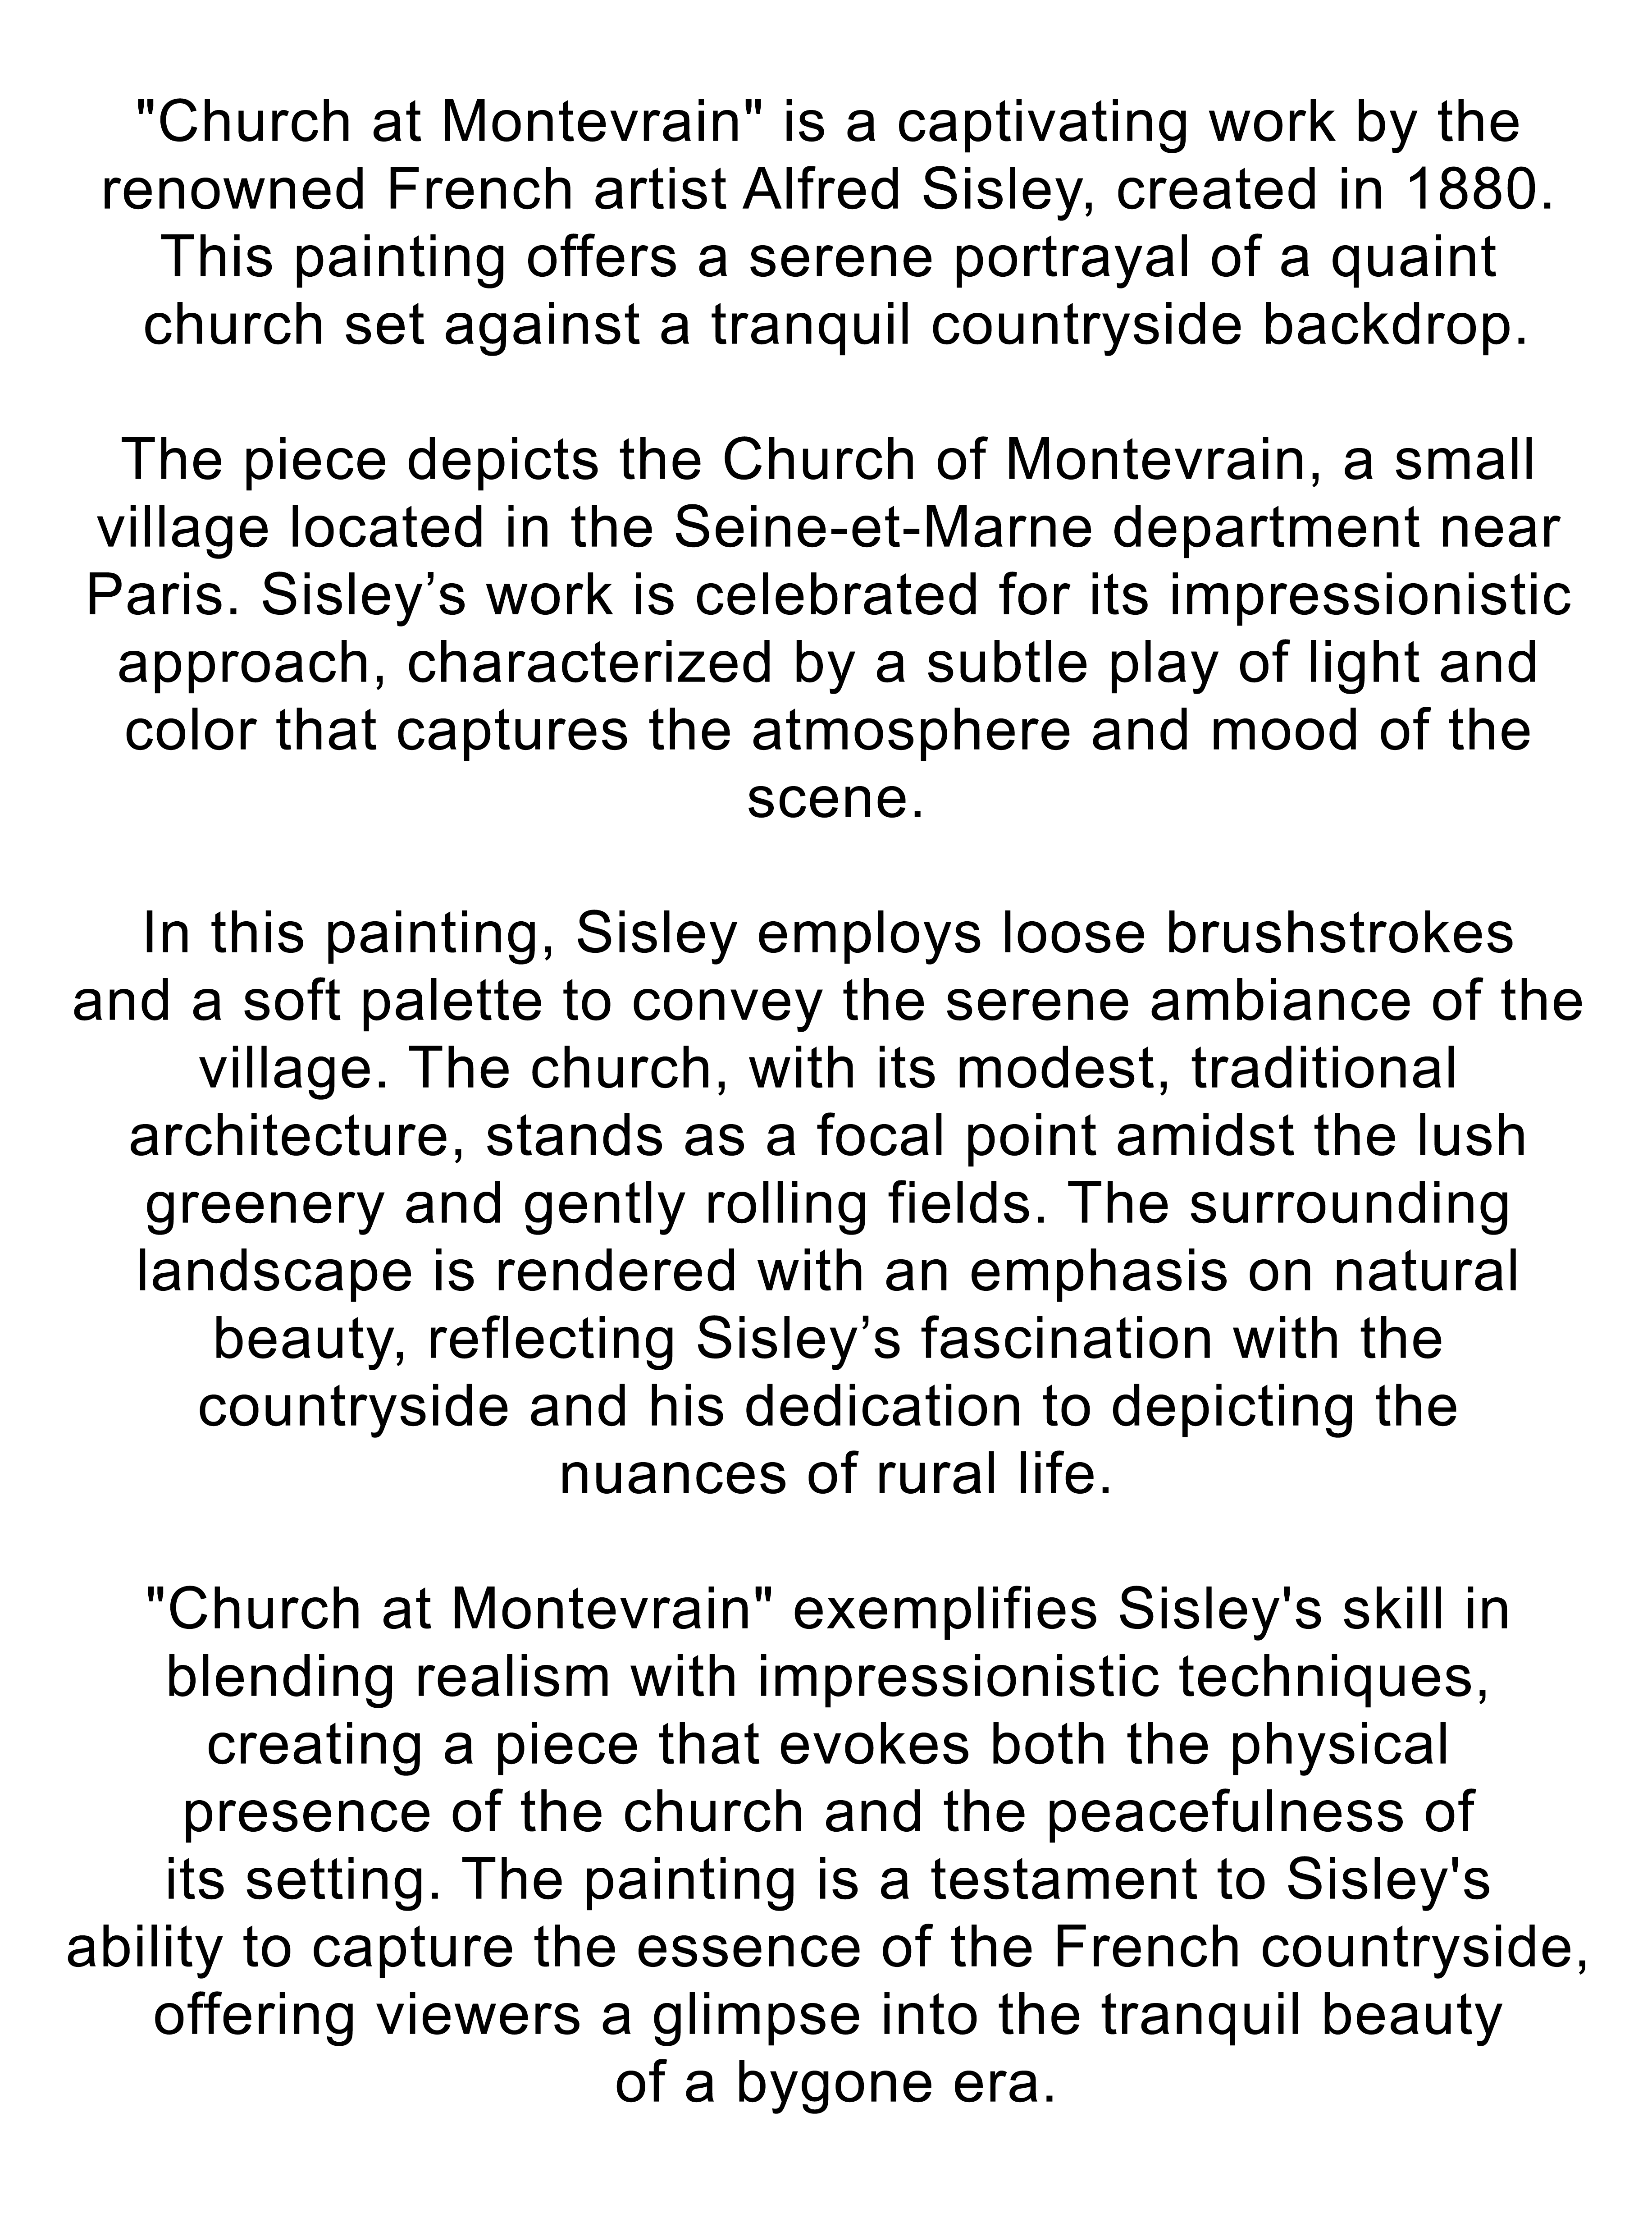 "Church at Montevrain" is a captivating work by the
renowned French artist Alfred Sisley, created in 1880.
This painting offers a serene portrayal of a quaint
church set against a tranquil countryside backdrop.
The piece depicts the Church of Montevrain, a small
village located in the Seine-et-Marne department near
Paris. Sisley’s work is celebrated for its impressionistic
approach, characterized by a subtle play of light and
color that captures the atmosphere and mood of the
scene.
In this painting, Sisley employs loose brushstrokes
and a soft palette to convey the serene ambiance of the
village. The church, with its modest, traditional
architecture, stands as a focal point amidst the lush
greenery and gently rolling fields. The surrounding
landscape is rendered with an emphasis on natural
beauty, reflecting Sisley’s fascination with the
countryside and his dedication to depicting the
nuances of rural life.
"Church at Montevrain" exemplifies Sisley's skill in
blending realism with impressionistic techniques,
creating a piece that evokes both the physical
presence of the church and the peacefulness of
its setting. The painting is a testament to Sisley's
ability to capture the essence of the French countryside,
offering viewers a glimpse into the tranquil beauty
of a bygone era.